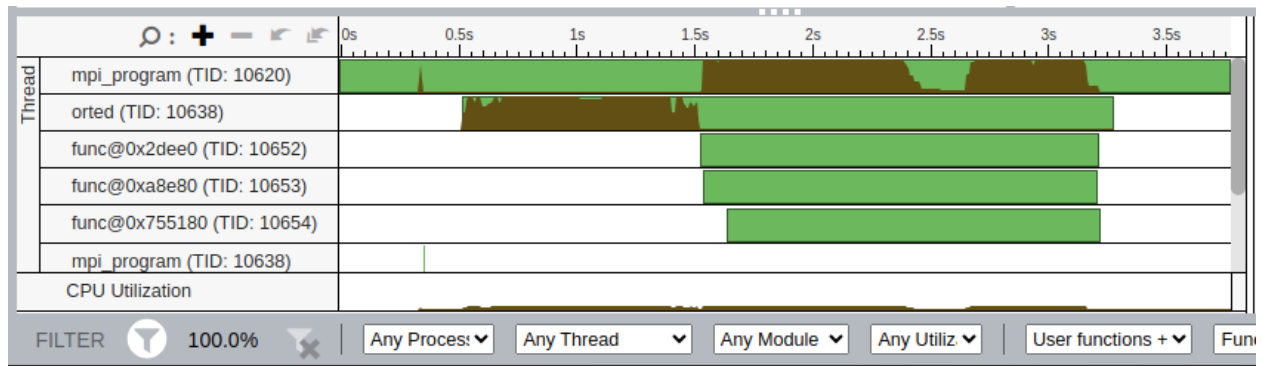 0s 0.5s 1s 1.5s 2s 2.5s 3s 3.5s
Thread
mpi_program (TID: 10620)
orted (TID: 10638)
func@0x2dee0 (TID: 10652)
func@0xa8e80 (TID: 10653)
func@0x755180 (TID: 10654)
mpi_program (TID: 10638)
CPU Utilization
FILTER 100.0% Any Process Any Thread Any Module Any Utiliz User functions + Fun